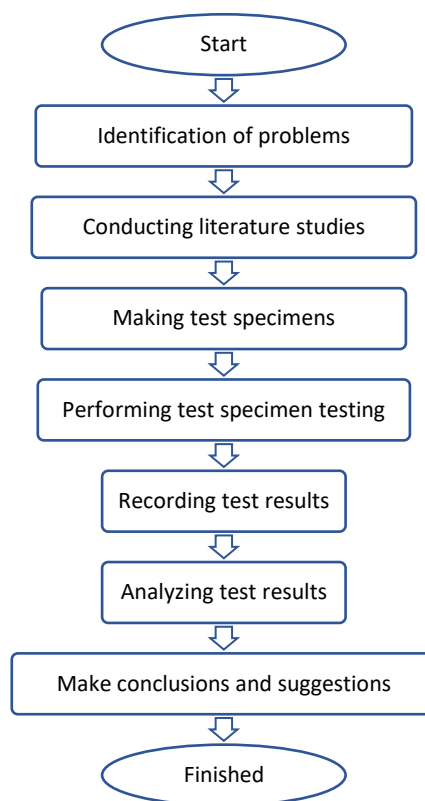 Start
Identification of problems
Conducting literature studies
Making test specimens
Performing test specimen testing
Recording test results
Analyzing test results
Make conclusions and suggestions
Finished